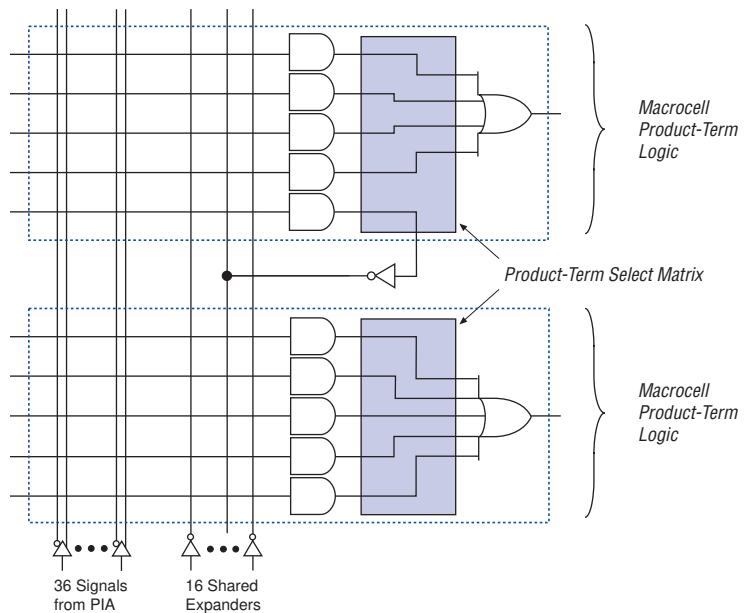 Macrocell
Product-Term
Logic
Product-Term Select Matrix
Macrocell
Product-Term
Logic
36 Signals
from PIA
16 Shared
Expanders